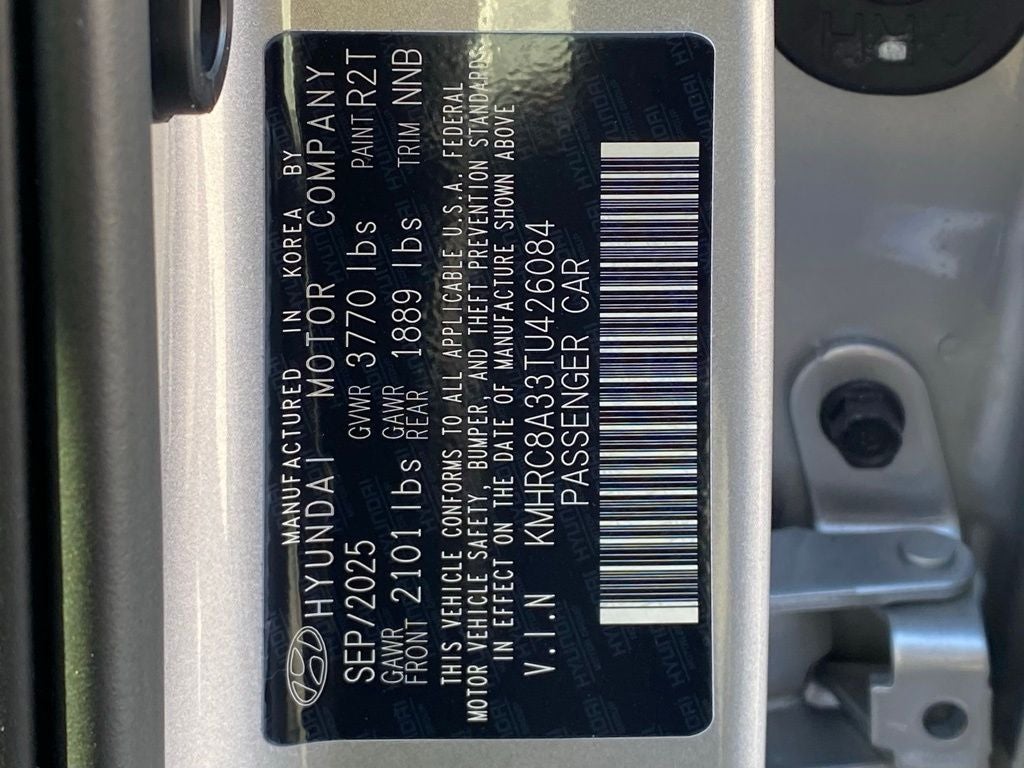 MANUFACTURED IN KOREA BY
HYUNDAI MOTOR COMPANY
SEP/2025 GVWR 3770 lbs PAINT R2T
GAWR FRONT 2101 lbs GAWR REAR 1889 lbs TRIM NNB
THIS VEHICLE CONFORMS TO ALL APPLICABLE U.S.A. FEDERAL
MOTOR VEHICLE SAFETY, BUMPER, AND THEFT PREVENTION STANDARDS
IN EFFECT ON THE DATE OF MANUFACTURE SHOWN ABOVE
V.I.N KMHRC8A33TU426084
PASSENGER CAR